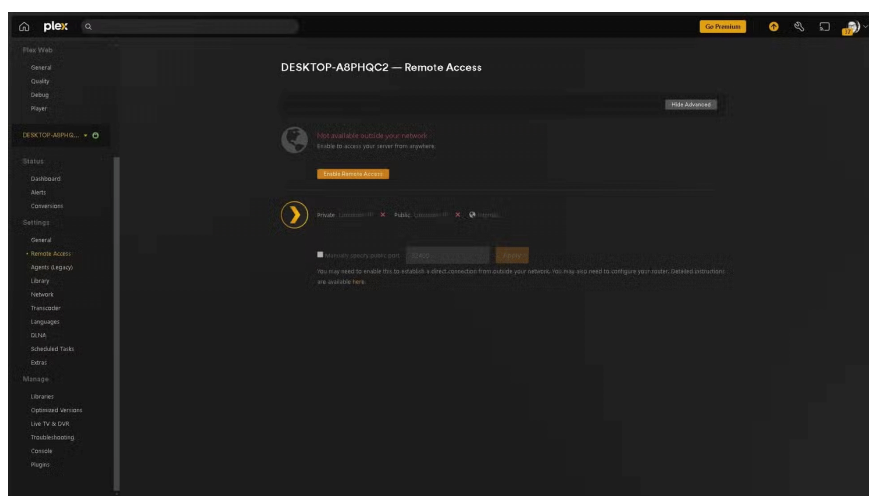 plex
Go Premium
Plex Web
General
Quality
Debug
Player
DESKTOP-A8PHQ...
Status
Dashboard
Alerts
Conversions
Settings
General
Remote Access
Agents (Legacy)
Library
Network
Transcoder
Languages
DLNA
Scheduled Tasks
Extras
Manage
Libraries
Optimized Versions
Live TV & DVR
Troubleshooting
Console
Plugins
DESKTOP-A8PHQC2 — Remote Access
Hide Advanced
Not available outside your network
Enable to access your server from anywhere.
Enable Remote Access
Private Public Internet
Manually specify public port Apply
You may need to enable this to establish a direct connection from outside your network. You may also need to configure your router. Detailed instructions
are available here.